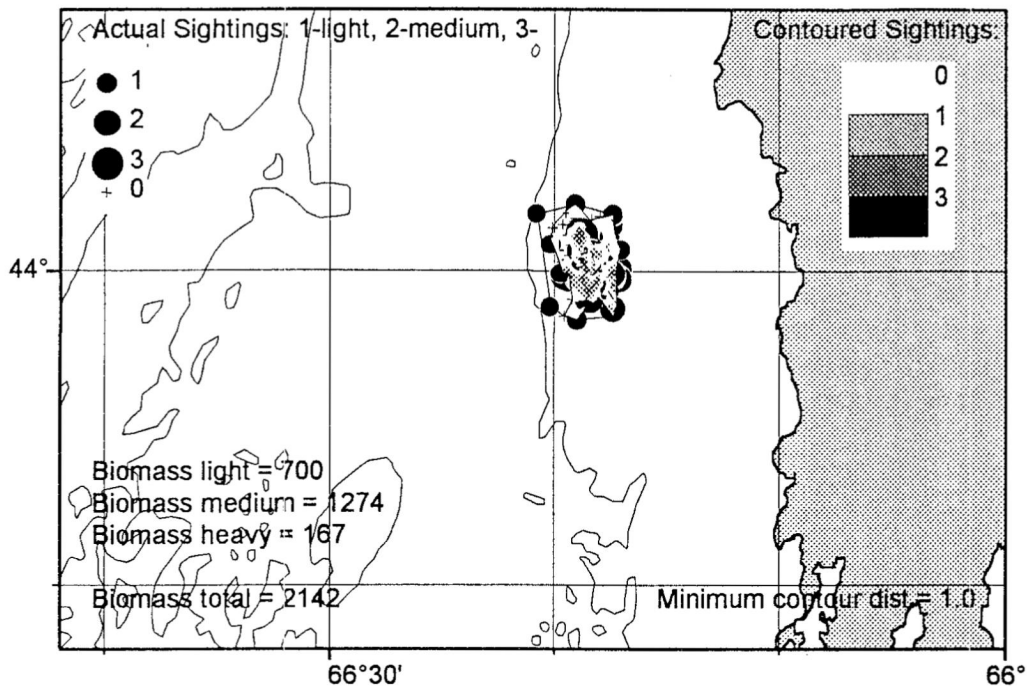 Actual Sightings: 1-light, 2-medium, 3-
Contoured Sightings:
1
2
3
0
0
1
2
3
44°
Biomass light = 700
Biomass medium = 1274
Biomass heavy = 167
Biomass total = 2142
Minimum contour dist = 1.0
66°30'
66°